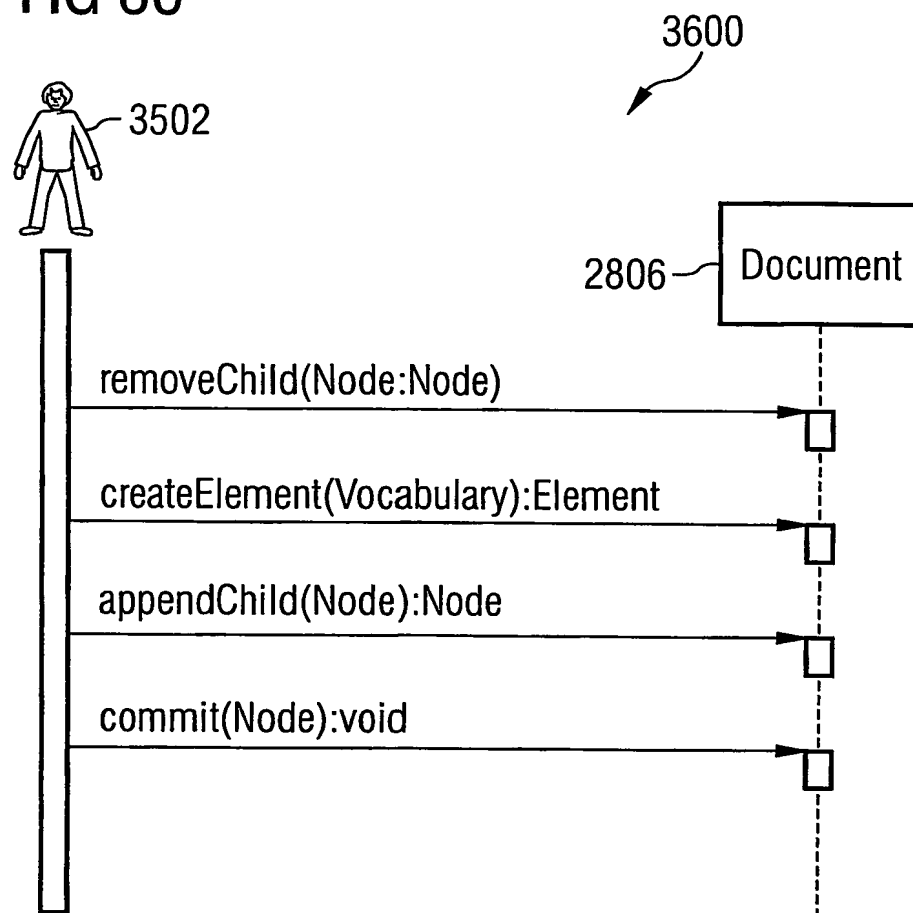 3600
3502
2806
Document
removeChild(Node:Node)
createElement(Vocabulary):Element
appendChild(Node):Node
commit(Node):void